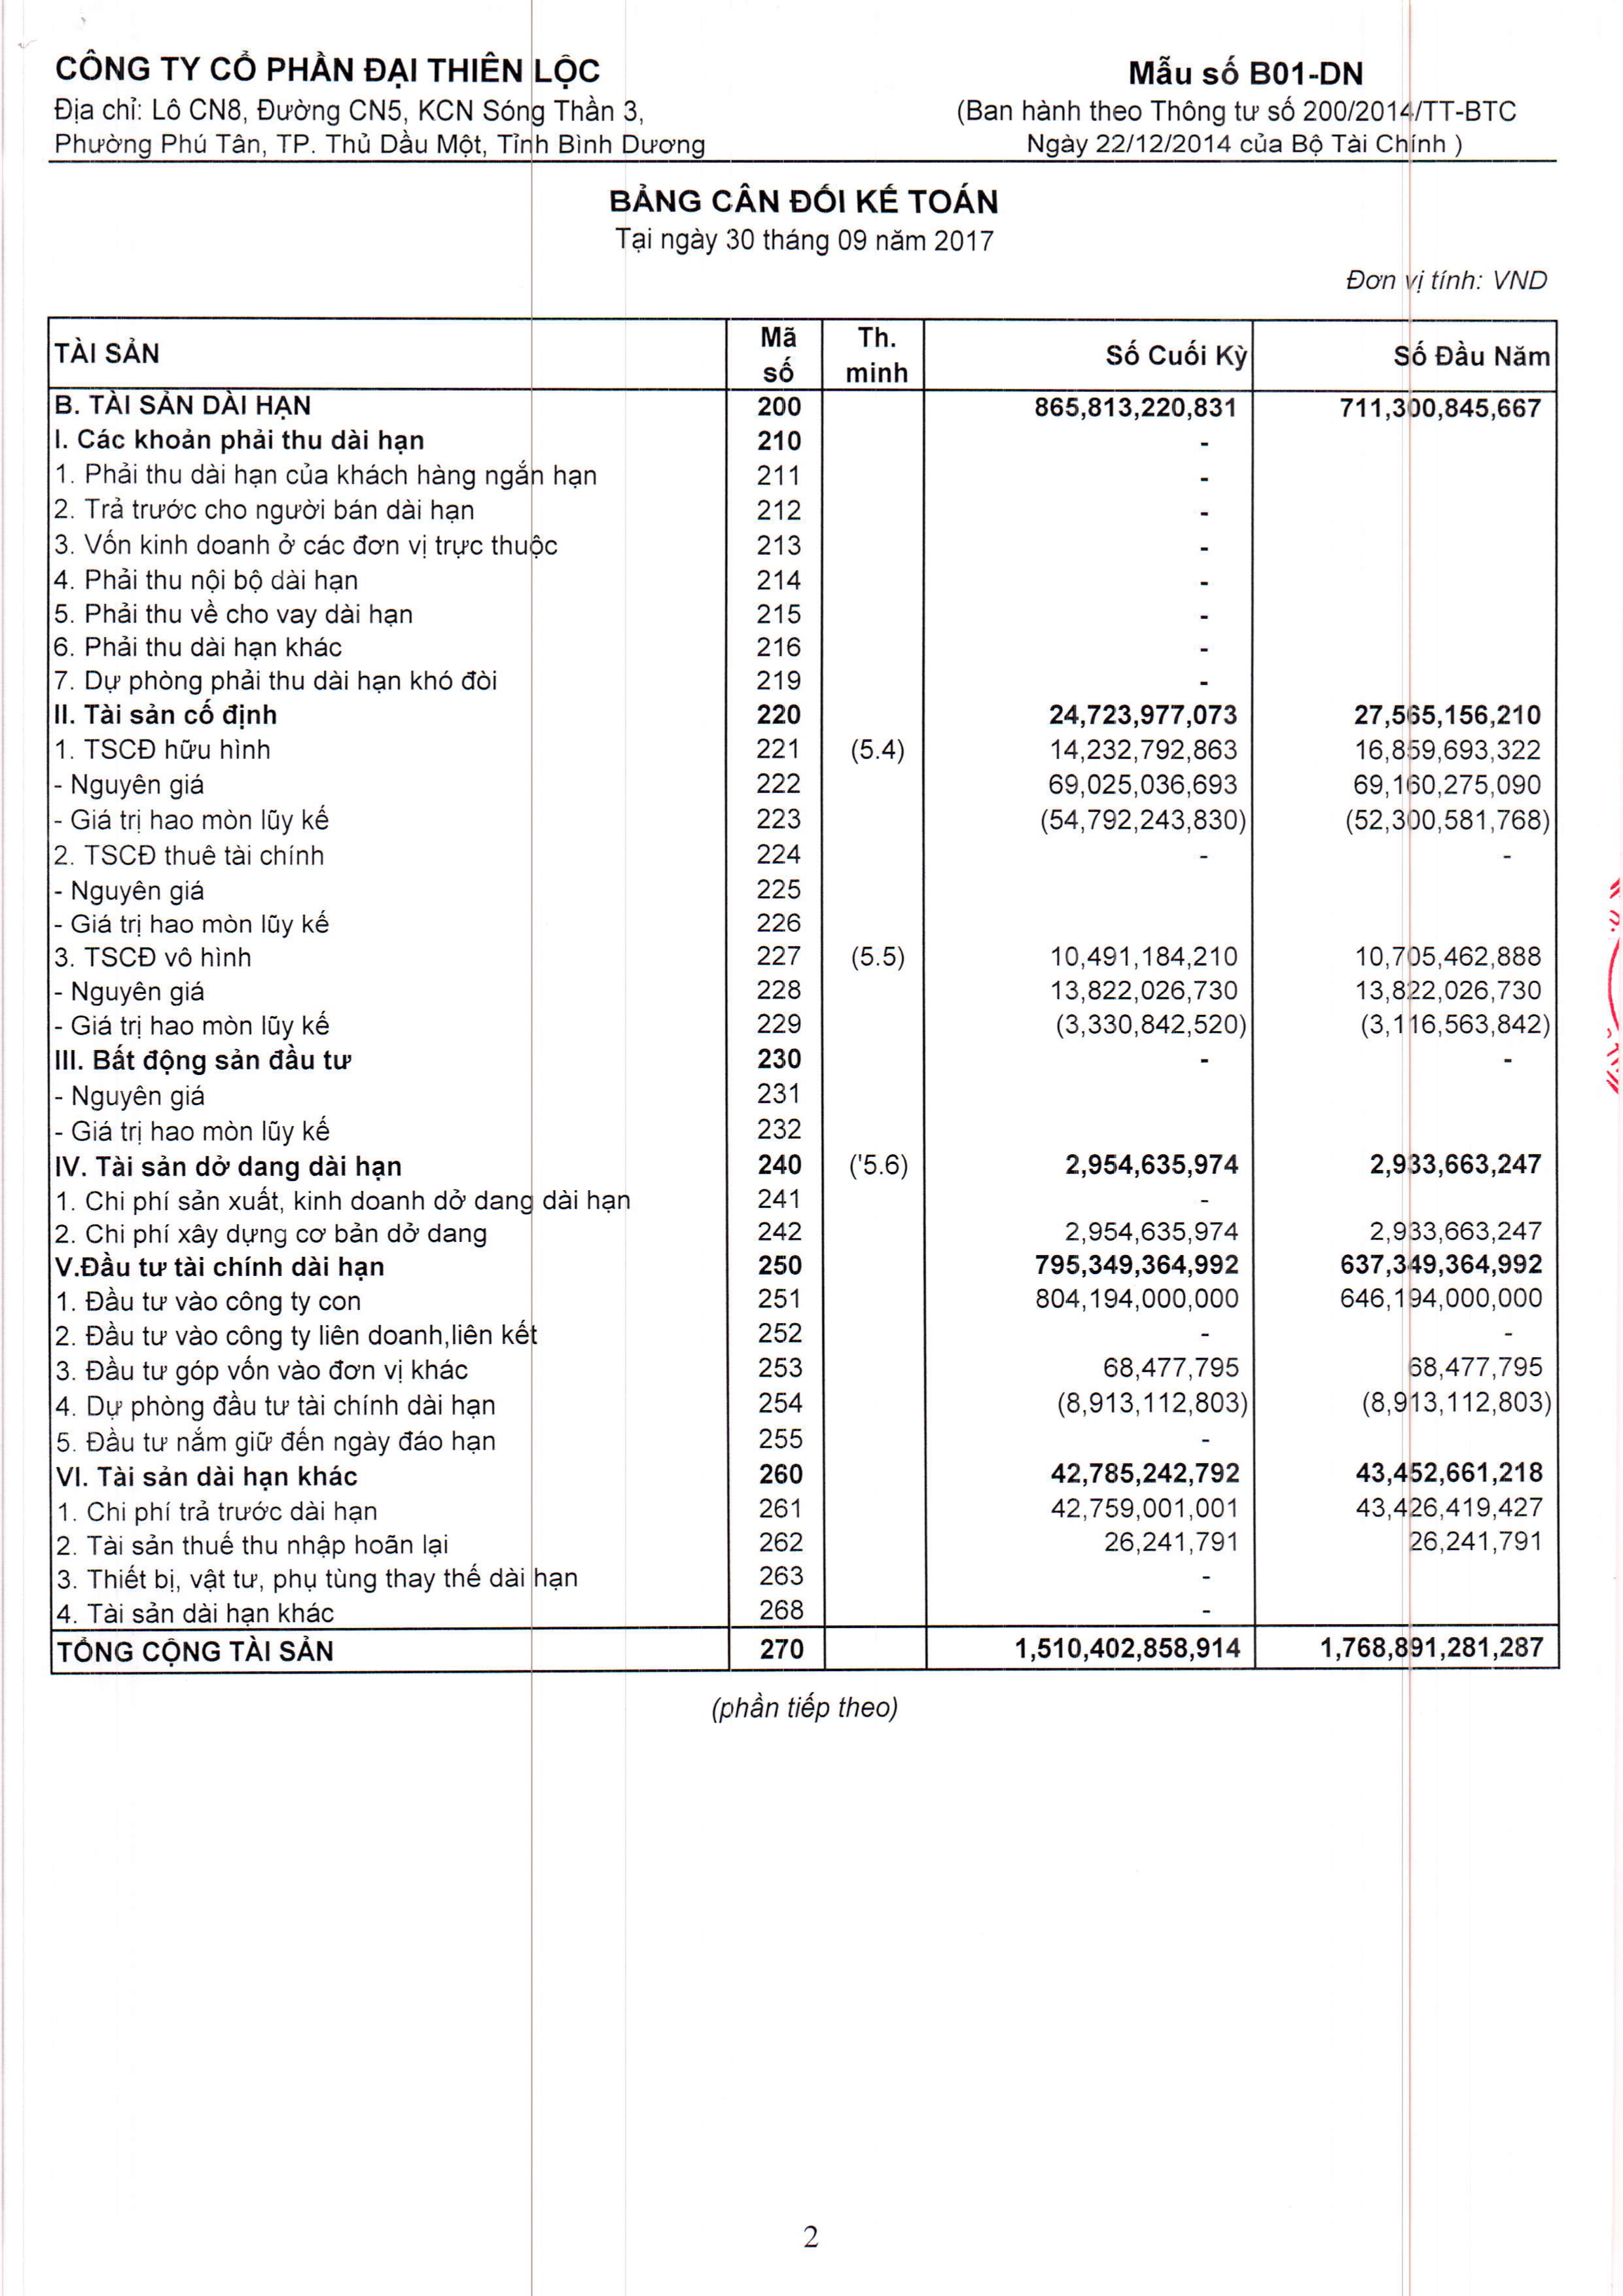 CÔNG TY CỔ PHẦN ĐẠI THIÊN LỘC
Mẫu số B01-DN
Địa chỉ: Lô CN8, Đường CN5, KCN Sóng Thần 3,
(Ban hành theo Thông tư số 200/2014/TT-BTC
Phường Phú Tân, TP. Thủ Dầu Một, Tỉnh Bình Dương
Ngày 22/12/2014 của Bộ Tài Chính )
BẢNG CÂN ĐỐI KẾ TOÁN
Tại ngày 30 tháng 09 năm 2017
Đơn vị tính: VND
TÀI SẢN Mã số Th. minh Số Cuối Kỳ Số Đầu Năm
B. TÀI SẢN DÀI HẠN 200 865,813,220,831 711,300,845,667
I. Các khoản phải thu dài hạn 210 -
1. Phải thu dài hạn của khách hàng ngắn hạn 211 -
2. Trả trước cho người bán dài hạn 212 -
3. Vốn kinh doanh ở các đơn vị trực thuộc 213 -
4. Phải thu nội bộ dài hạn 214 -
5. Phải thu về cho vay dài hạn 215 -
6. Phải thu dài hạn khác 216 -
7. Dự phòng phải thu dài hạn khó đòi 219 -
II. Tài sản cố định 220 24,723,977,073 27,565,156,210
1. TSCĐ hữu hình 221 (5.4) 14,232,792,863 16,859,693,322
- Nguyên giá 222 69,025,036,693 69,160,275,090
- Giá trị hao mòn lũy kế 223 (54,792,243,830) (52,300,581,768)
2. TSCĐ thuê tài chính 224 - -
- Nguyên giá 225
- Giá trị hao mòn lũy kế 226
3. TSCĐ vô hình 227 (5.5) 10,491,184,210 10,705,462,888
- Nguyên giá 228 13,822,026,730 13,822,026,730
- Giá trị hao mòn lũy kế 229 (3,330,842,520) (3,116,563,842)
III. Bất động sản đầu tư 230 - -
- Nguyên giá 231
- Giá trị hao mòn lũy kế 232
IV. Tài sản dở dang dài hạn 240 ('5.6) 2,954,635,974 2,933,663,247
1. Chi phí sản xuất, kinh doanh dở dang dài hạn 241 -
2. Chi phí xây dựng cơ bản dở dang 242 2,954,635,974 2,933,663,247
V.Đầu tư tài chính dài hạn 250 795,349,364,992 637,349,364,992
1. Đầu tư vào công ty con 251 804,194,000,000 646,194,000,000
2. Đầu tư vào công ty liên doanh,liên kết 252 - -
3. Đầu tư góp vốn vào đơn vị khác 253 68,477,795 68,477,795
4. Dự phòng đầu tư tài chính dài hạn 254 (8,913,112,803) (8,913,112,803)
5. Đầu tư nắm giữ đến ngày đáo hạn 255 -
VI. Tài sản dài hạn khác 260 42,785,242,792 43,452,661,218
1. Chi phí trả trước dài hạn 261 42,759,001,001 43,426,419,427
2. Tài sản thuế thu nhập hoãn lại 262 26,241,791 26,241,791
3. Thiết bị, vật tư, phụ tùng thay thế dài hạn 263 -
4. Tài sản dài hạn khác 268 -
TỔNG CỘNG TÀI SẢN 270 1,510,402,858,914 1,768,891,281,287
(phần tiếp theo)
2